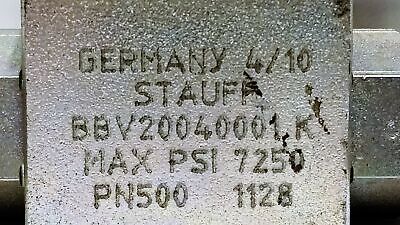 GERMANY 4/10
STAUFF
BBV20040001.K
MAX PSI 7250
PN500 1128